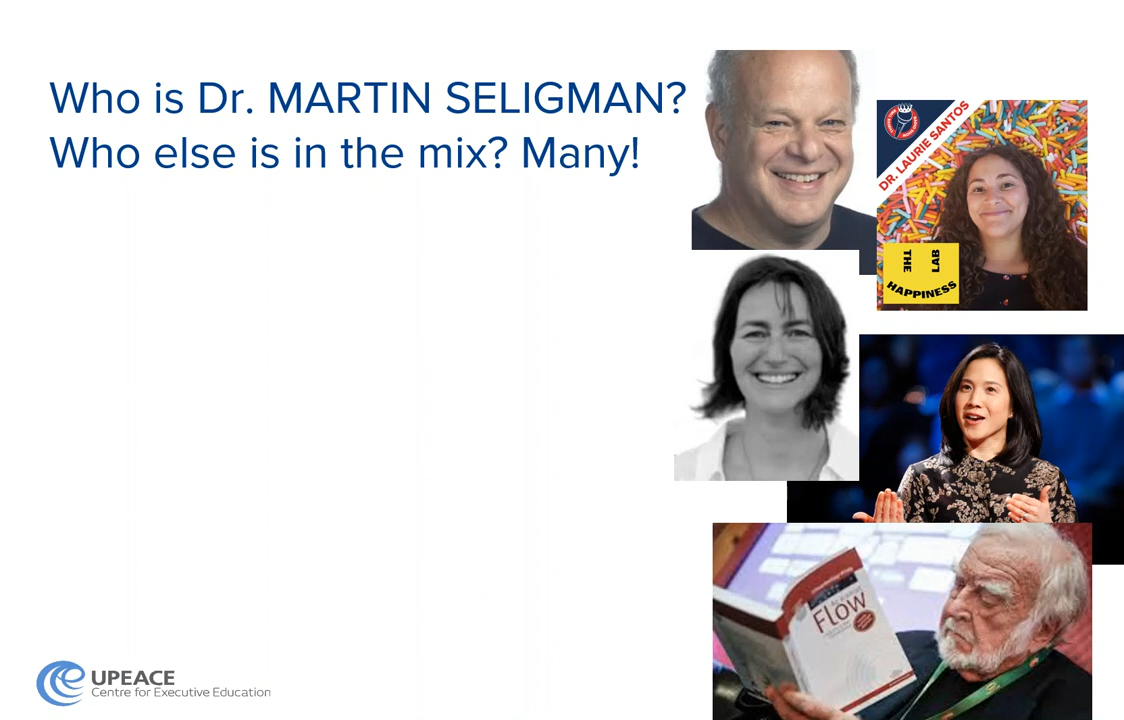 Who is Dr. MARTIN SELIGMAN?
Who else is in the mix? Many!
DR. LAURIE SANTOS
THE LAB
HAPPINESS
Flow
UPEACE
Centre for Executive Education